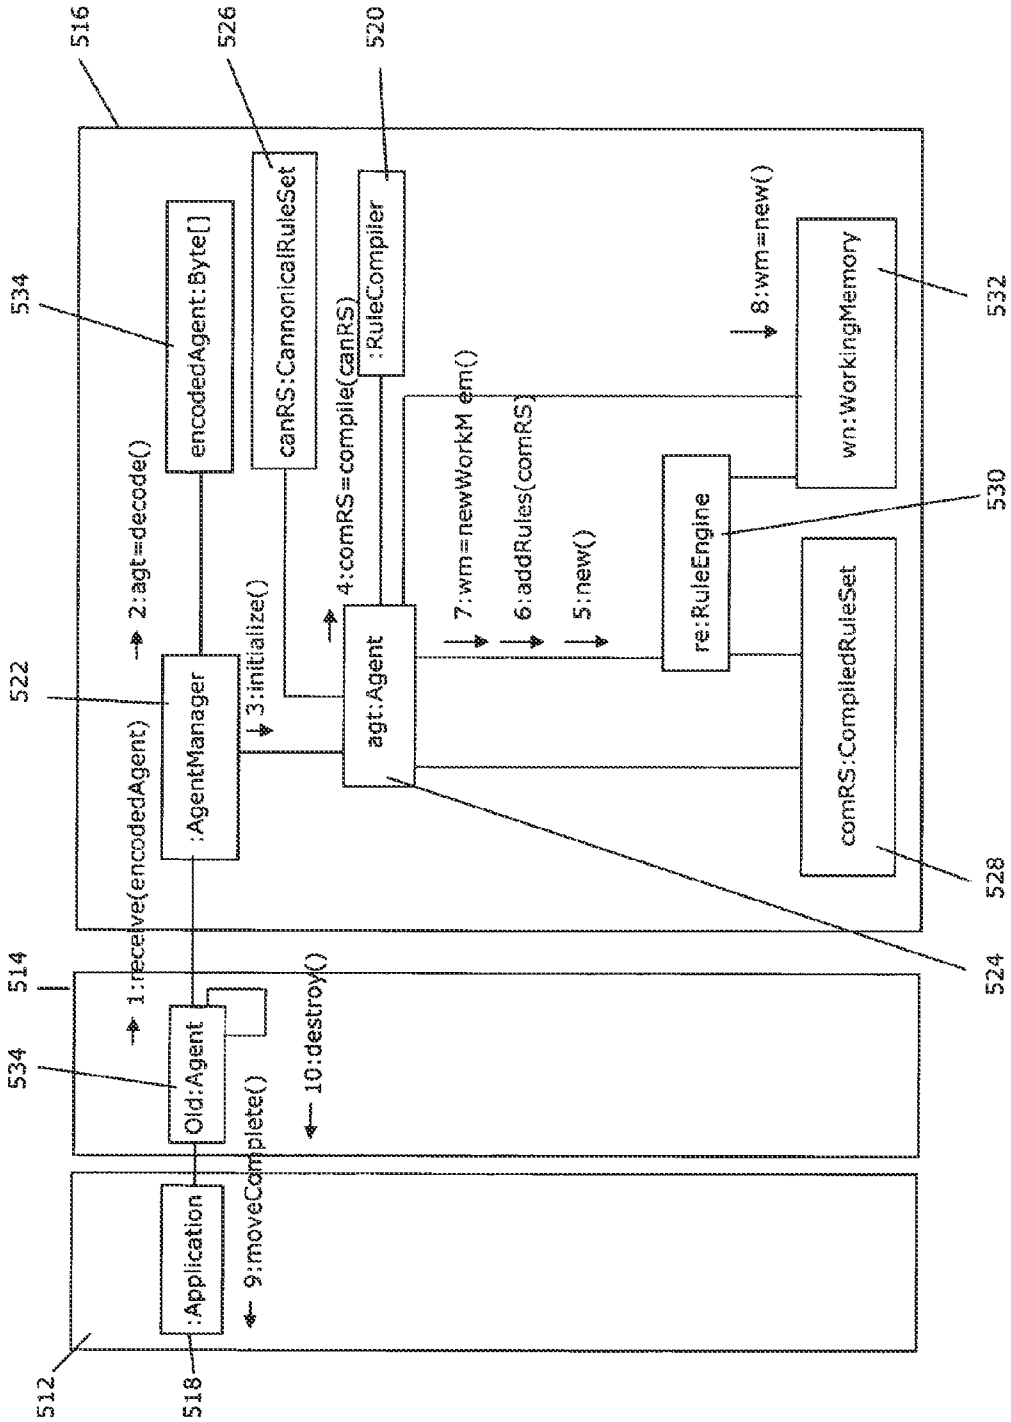 516
526
520
534
encodedAgent:Byte[]
canRS:CannonicalRuleSet
:RuleCompiler
8:wm=new()
wn:WorkingMemory
532
2:agt=decode()
4:comRS=compile(canRS)
7:wm=newWorkM em()
6:addRules(comRS)
5:new()
re:RuleEngine
530
522
:AgentManager
3:initialize()
agt:Agent
comRS:CompiledRuleSet
528
1:receive(encodedAgent)
524
514
534
Old:Agent
10:destroy()
9:moveComplete()
:Application
512
518